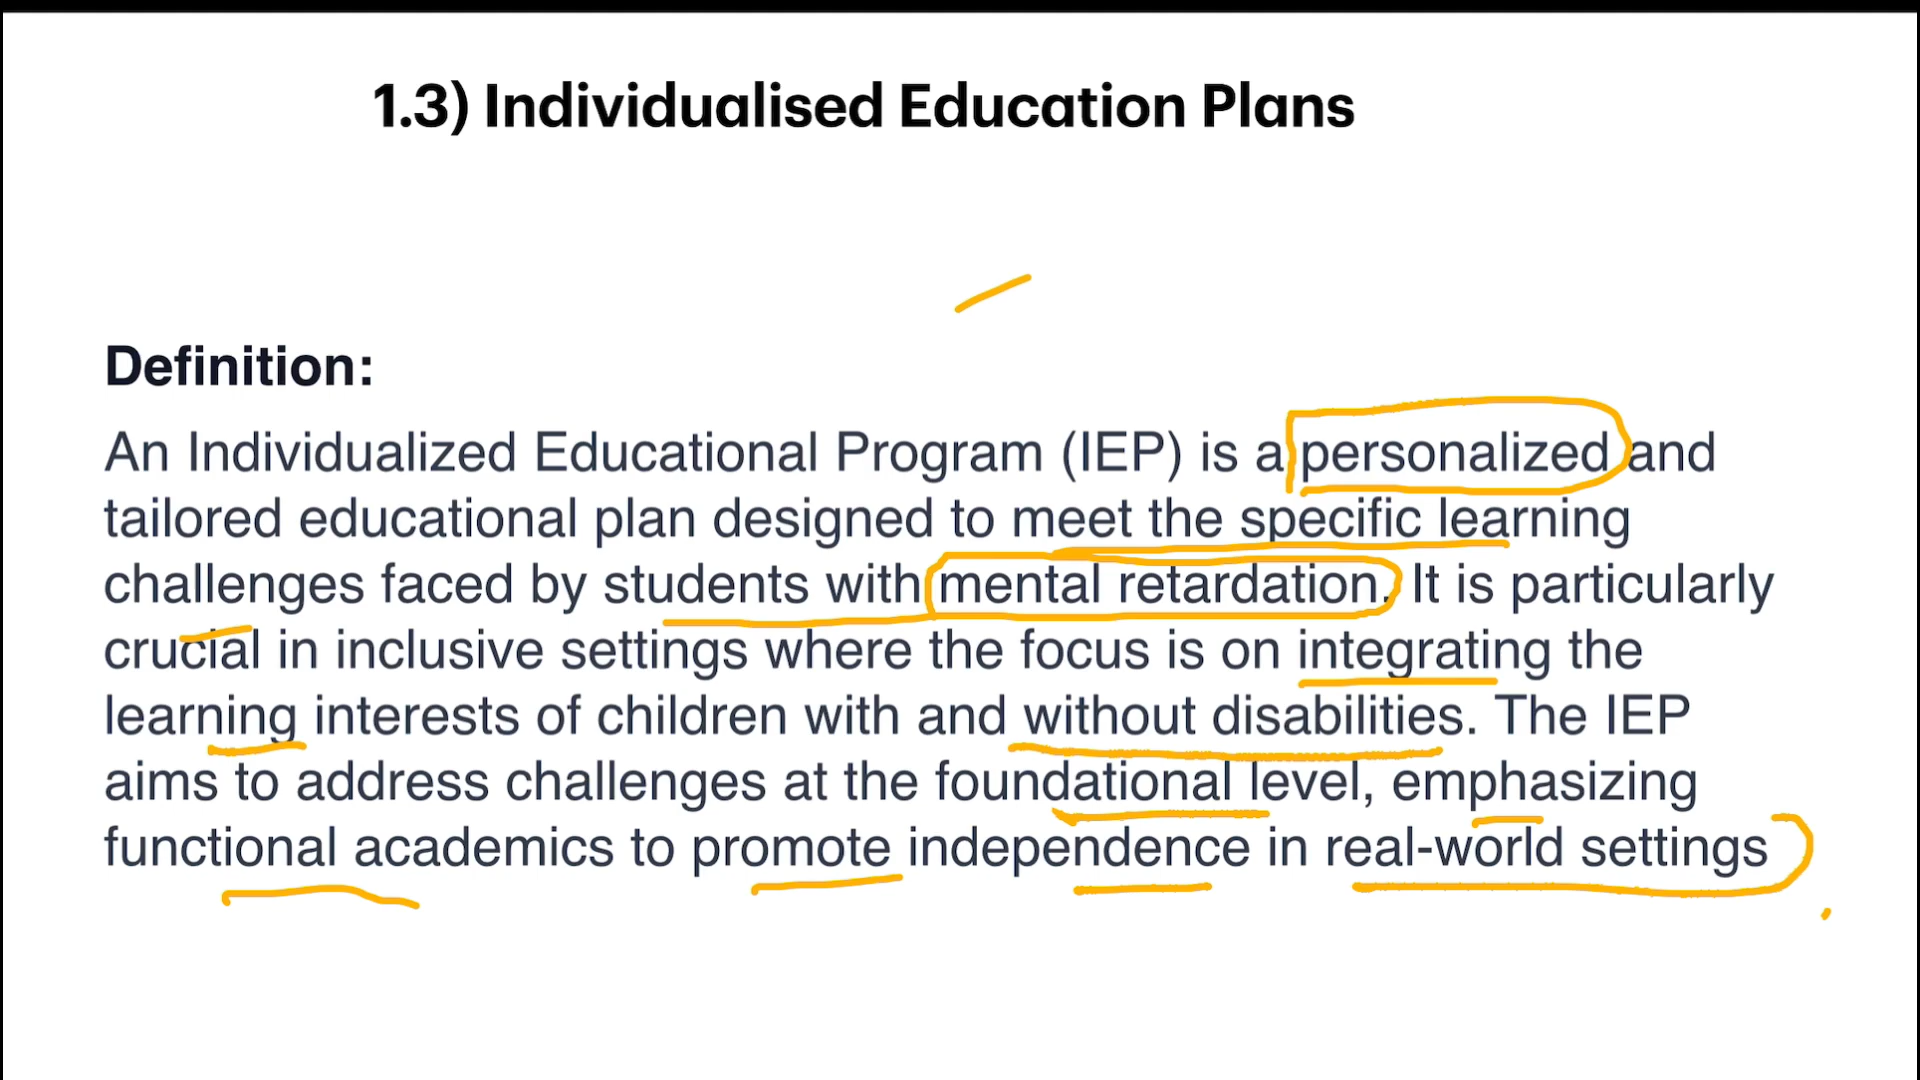 1.3) Individualised Education Plans
Definition:
An Individualized Educational Program (IEP) is a personalized and
tailored educational plan designed to meet the specific learning
challenges faced by students with mental retardation. It is particularly
crucial in inclusive settings where the focus is on integrating the
learning interests of children with and without disabilities. The IEP
aims to address challenges at the foundational level, emphasizing
functional academics to promote independence in real-world settings